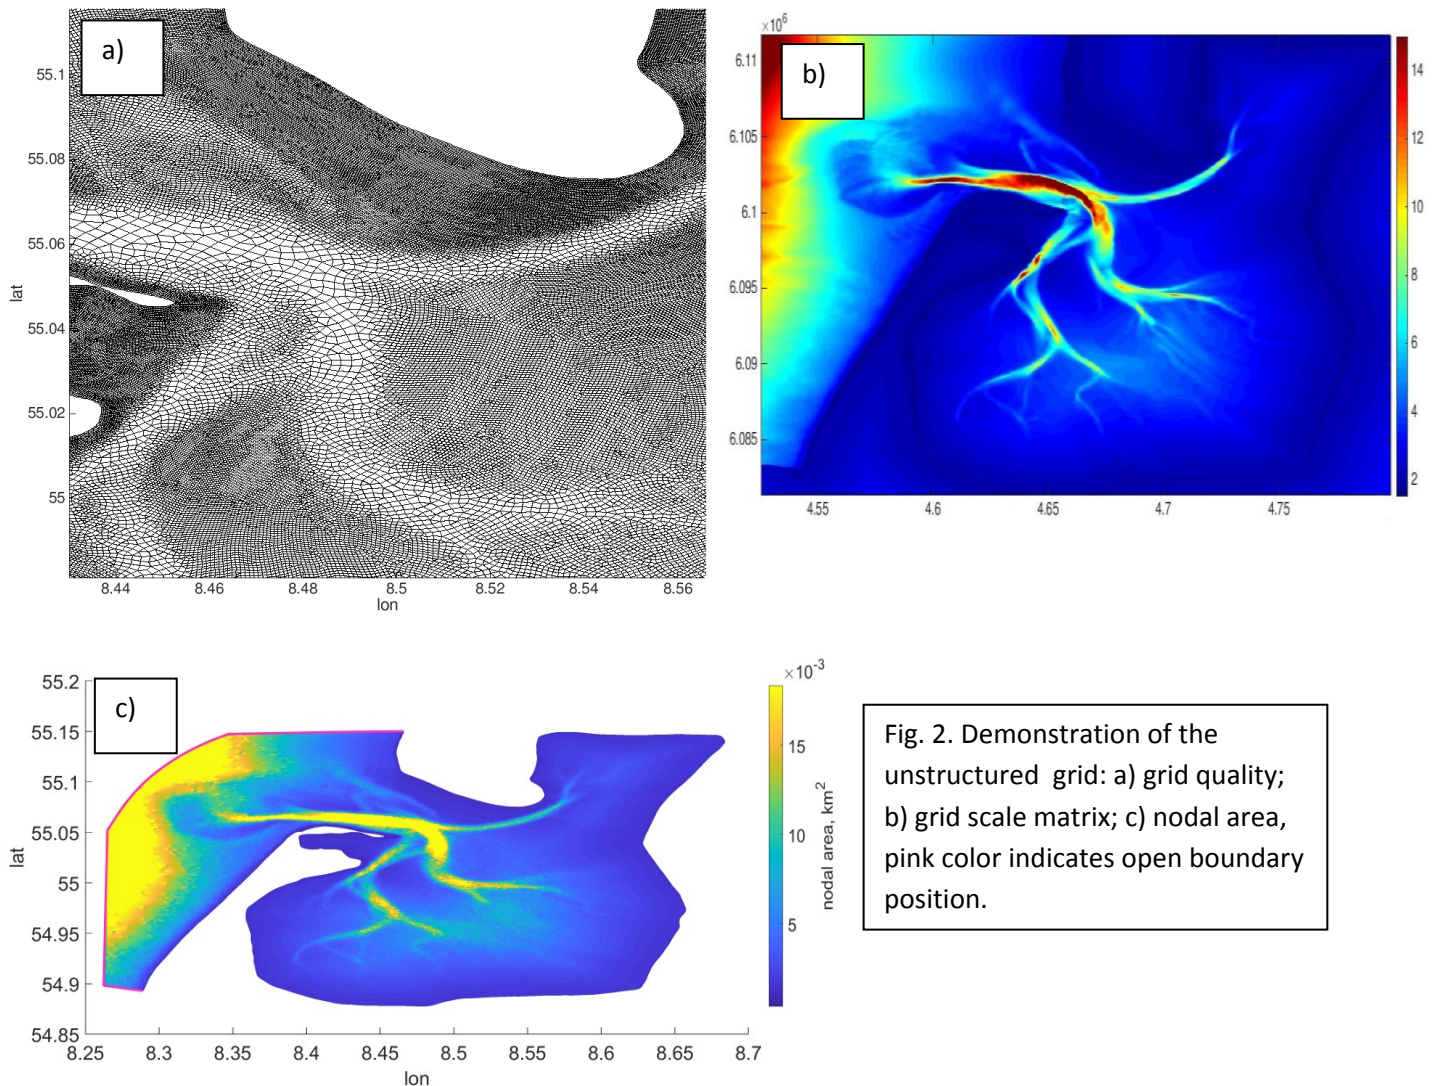 a)
55.1
55.08
55.06
55.04
55.02
55
lat
8.44 8.46 8.48 8.5 8.52 8.54 8.56
lon
×10⁶
b)
6.11
6.105
6.1
6.095
6.09
6.085
4.55 4.6 4.65 4.7 4.75
14
12
10
8
6
4
2
c)
55.2
55.15
55.1
55.05
55
54.95
54.9
54.85
lat
8.25 8.3 8.35 8.4 8.45 8.5 8.55 8.6 8.65 8.7
lon
×10⁻³
15
10
5
nodal area, km²
Fig. 2. Demonstration of the
unstructured grid: a) grid quality;
b) grid scale matrix; c) nodal area,
pink color indicates open boundary
position.